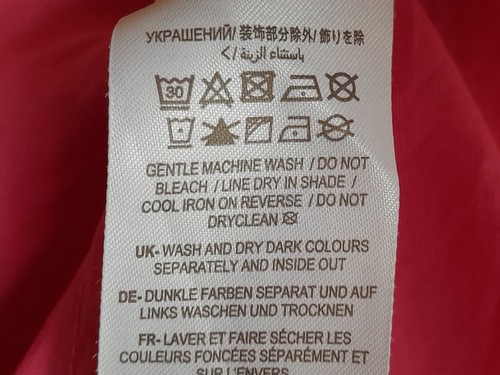 УКРАШЕНИЙ/ 装饰部分除外/ 飾りを除
く/ باستثناء الزينة/
30
GENTLE MACHINE WASH / DO NOT
BLEACH / LINE DRY IN SHADE /
COOL IRON ON REVERSE / DO NOT
DRYCLEAN
UK- WASH AND DRY DARK COLOURS
SEPARATELY AND INSIDE OUT
DE- DUNKLE FARBEN SEPARAT UND AUF
LINKS WASCHEN UND TROCKNEN
FR- LAVER ET FAIRE SÉCHER LES
COULEURS FONCÉES SÉPARÉMENT ET
SUR L'ENVERS